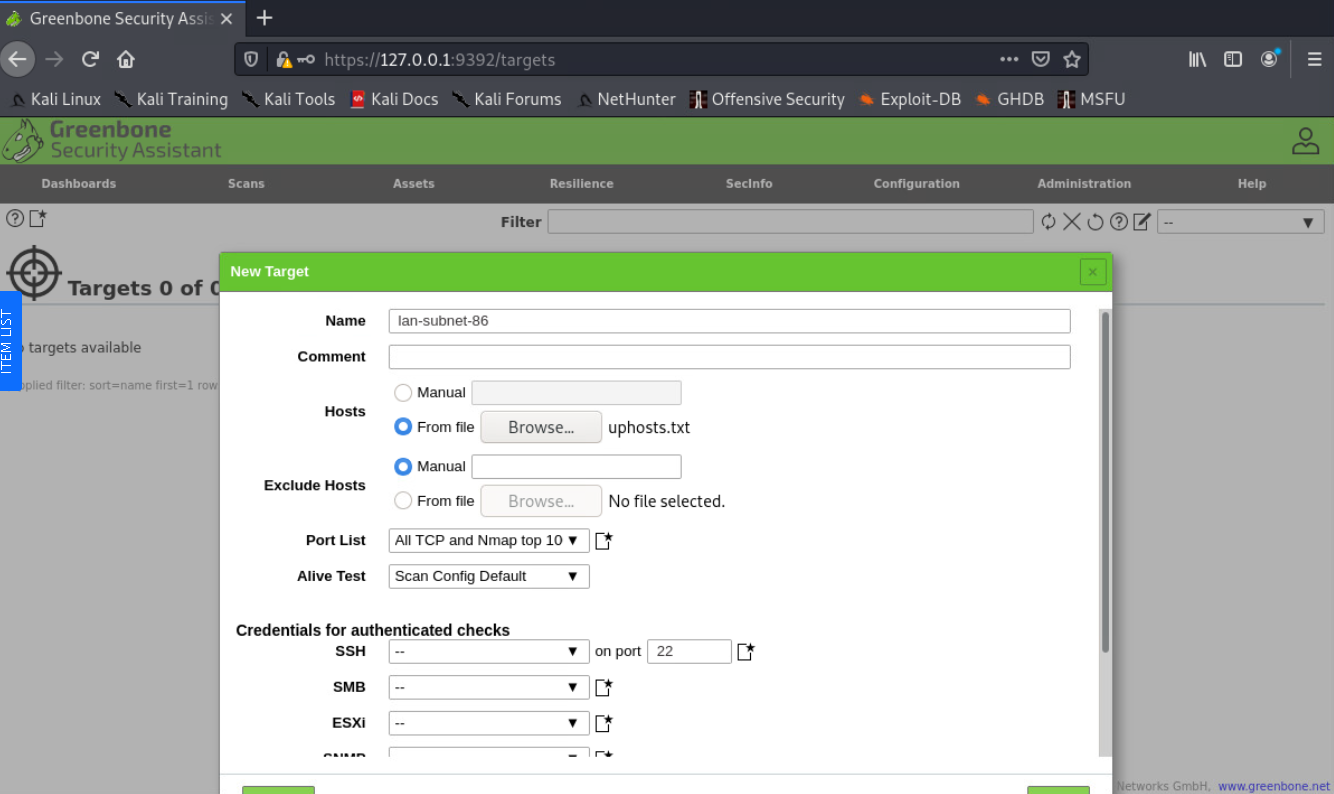 Greenbone Security Assis
https://127.0.0.1:9392/targets
Kali Linux Kali Training Kali Tools Kali Docs Kali Forums NetHunter Offensive Security Exploit-DB GHDB MSFU
Greenbone
Security Assistant
Dashboards Scans Assets Resilience SecInfo Configuration Administration Help
Filter --
Targets 0 of 0
New Target
ITEM LIST
targets available
applied filter: sort=name first=1 row
Name lan-subnet-86
Comment
Hosts
Manual
From file Browse... uphosts.txt
Exclude Hosts
Manual
From file Browse... No file selected.
Port List All TCP and Nmap top 10
Alive Test Scan Config Default
Credentials for authenticated checks
SSH -- on port 22
SMB --
ESXi --
SNMP
Networks GmbH, www.greenbone.net